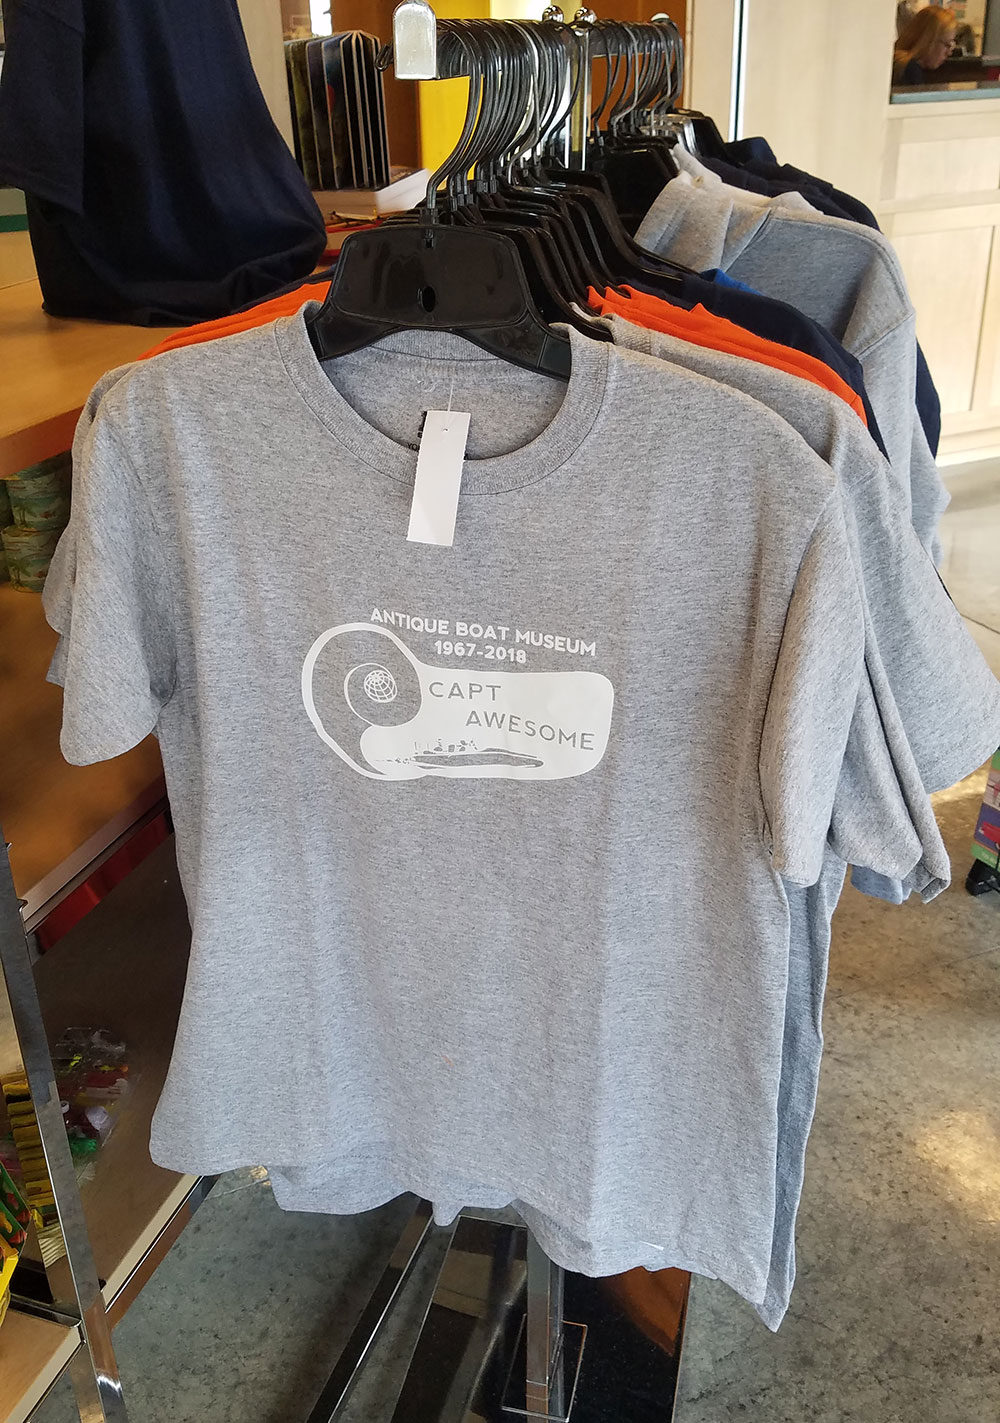 ANTIQUE BOAT MUSEUM
1967-2018
CAPT
AWESOME